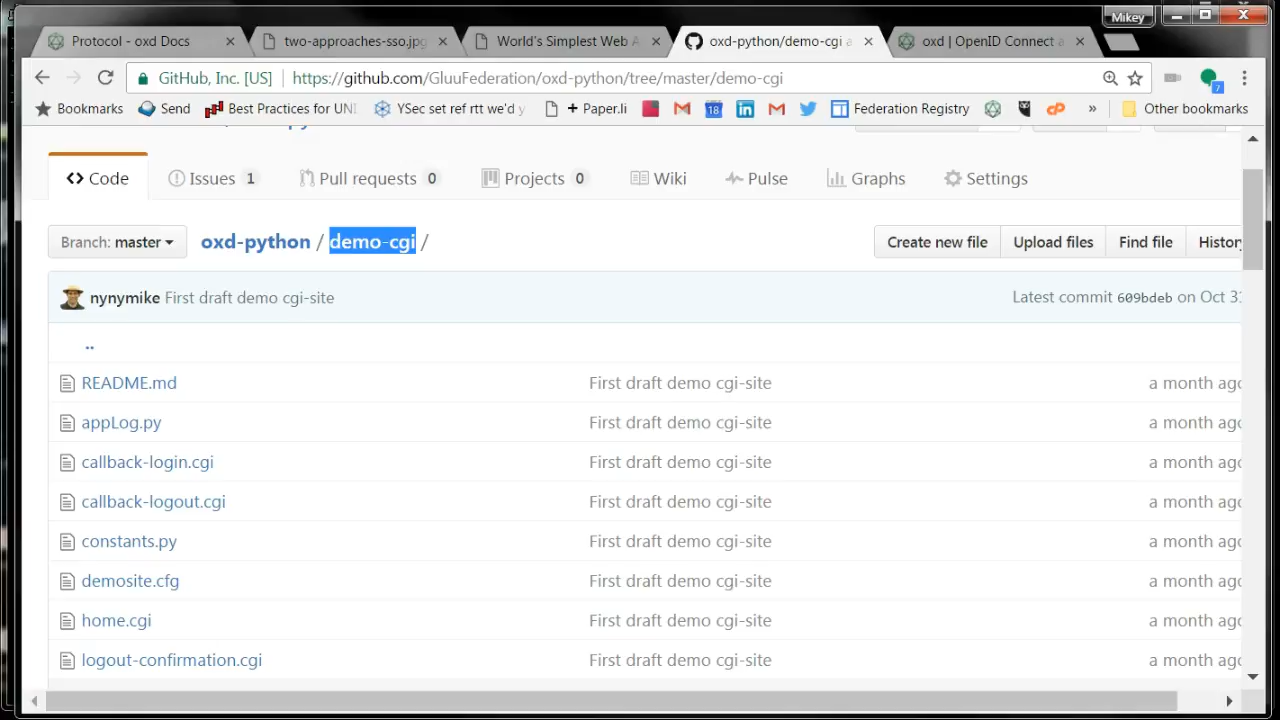 Mikey
Protocol - oxd Docs
two-approaches-sso.jpg
World's Simplest Web A
oxd-python/demo-cgi a
oxd | OpenID Connect a
GitHub, Inc. [US] https://github.com/GluuFederation/oxd-python/tree/master/demo-cgi
7
Bookmarks Send Best Practices for UNI YSec set ref rtt we'd y + Paper.li 18 Federation Registry » Other bookmarks
<> Code Issues 1 Pull requests 0 Projects 0 Wiki Pulse Graphs Settings
Branch: master oxd-python / demo-cgi / Create new file Upload files Find file History
nynymike First draft demo cgi-site Latest commit 609bdeb on Oct 31
..
README.md First draft demo cgi-site a month ago
appLog.py First draft demo cgi-site a month ago
callback-login.cgi First draft demo cgi-site a month ago
callback-logout.cgi First draft demo cgi-site a month ago
constants.py First draft demo cgi-site a month ago
demosite.cfg First draft demo cgi-site a month ago
home.cgi First draft demo cgi-site a month ago
logout-confirmation.cgi First draft demo cgi-site a month ago